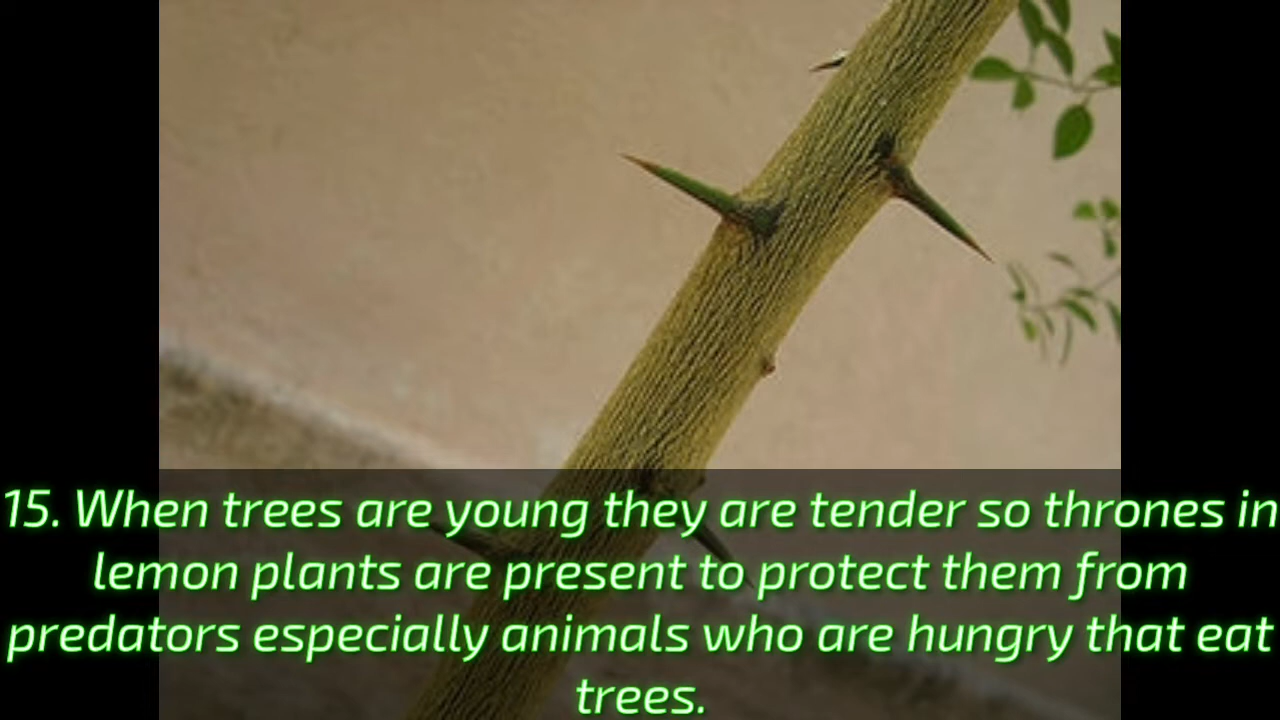 15. When trees are young they are tender so thrones in
lemon plants are present to protect them from
predators especially animals who are hungry that eat
trees.